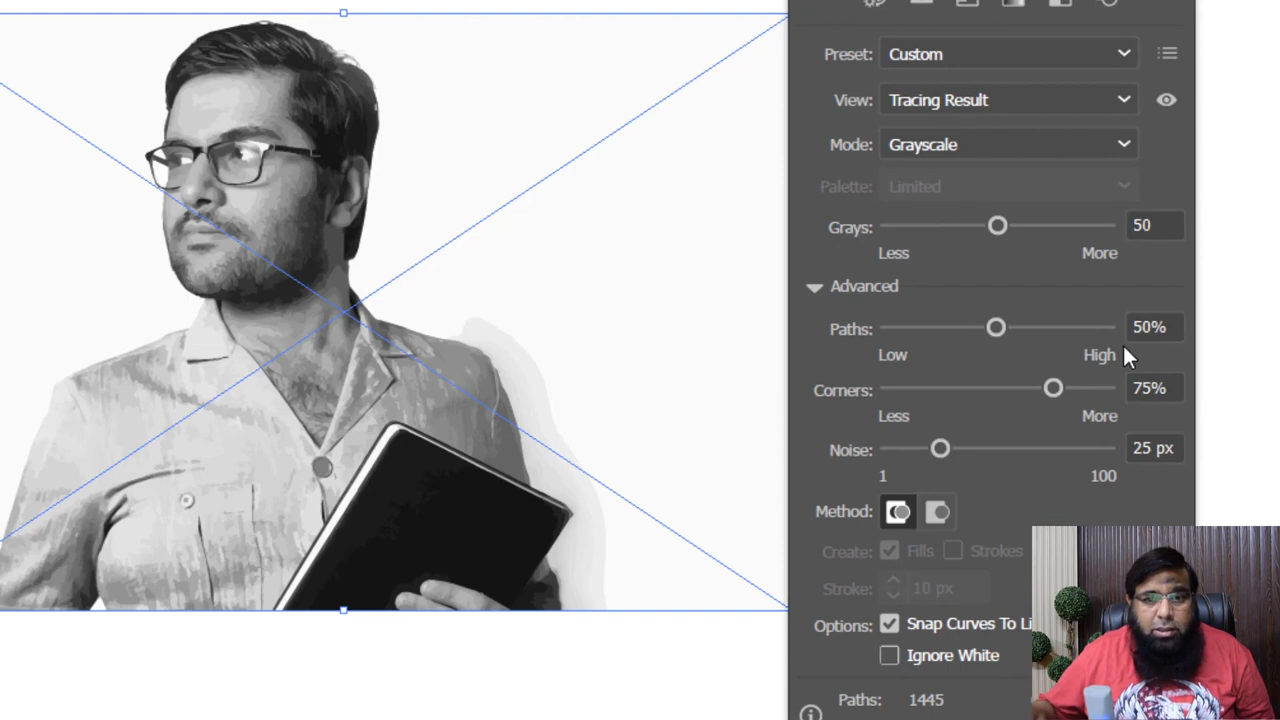 Preset: Custom
View: Tracing Result
Mode: Grayscale
Palette: Limited
Grays: 50
Less More
Advanced
Paths: 50%
Low High
Corners: 75%
Less More
Noise: 25 px
1 100
Method:
Create: Fills Strokes
Stroke: 10 px
Options: Snap Curves To Li
Ignore White
Paths: 1445